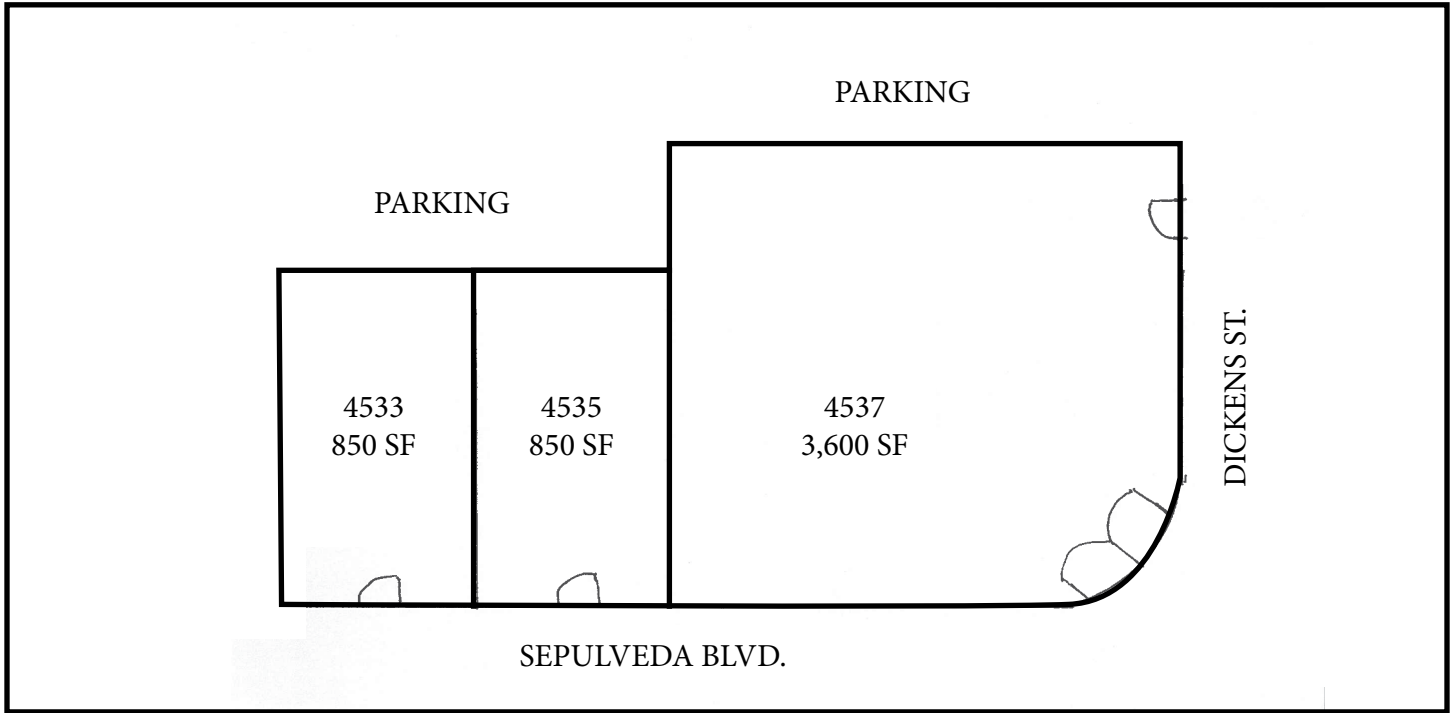 PARKING
PARKING
4533
850 SF
4535
850 SF
4537
3,600 SF
DICKENS ST.
SEPULVEDA BLVD.